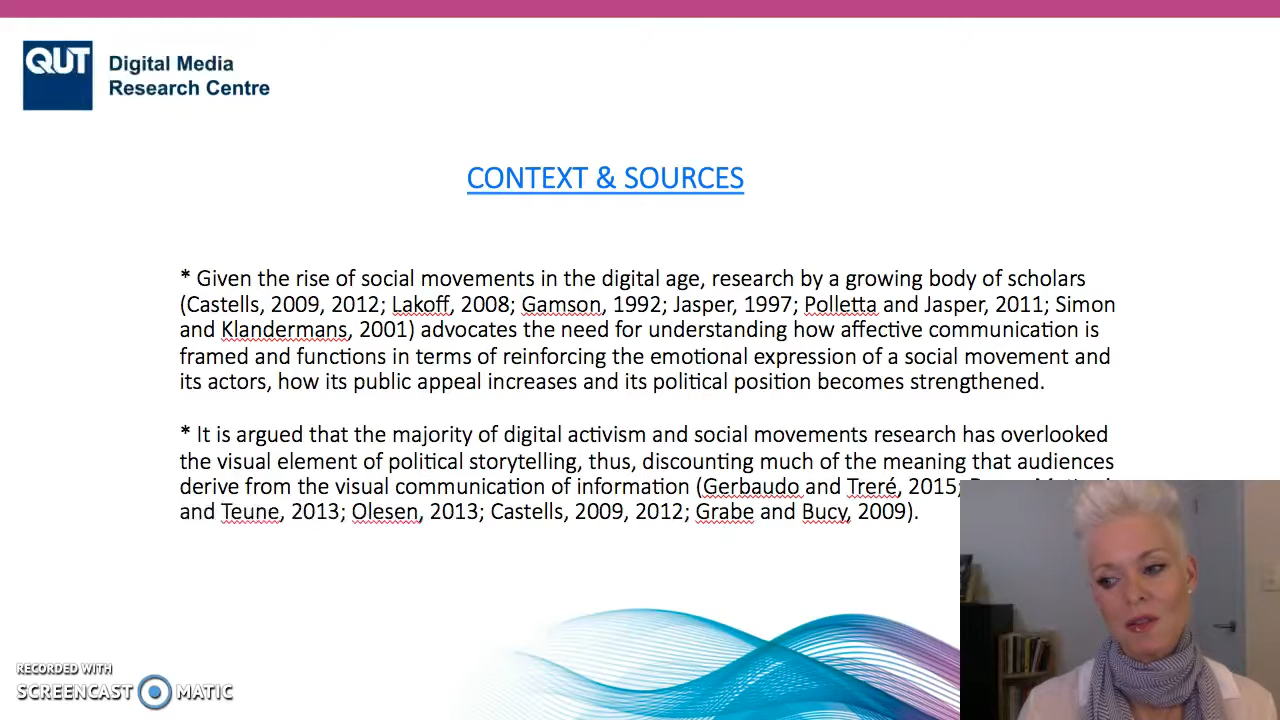 QUT
Digital Media
Research Centre
CONTEXT & SOURCES
* Given the rise of social movements in the digital age, research by a growing body of scholars
(Castells, 2009, 2012; Lakoff, 2008; Gamson, 1992; Jasper, 1997; Polletta and Jasper, 2011; Simon
and Klandermans, 2001) advocates the need for understanding how affective communication is
framed and functions in terms of reinforcing the emotional expression of a social movement and
its actors, how its public appeal increases and its political position becomes strengthened.
* It is argued that the majority of digital activism and social movements research has overlooked
the visual element of political storytelling, thus, discounting much of the meaning that audiences
derive from the visual communication of information (Gerbaudo and Treré, 2015;
and Teune, 2013; Olesen, 2013; Castells, 2009, 2012; Grabe and Bucy, 2009).
RECORDED WITH
SCREENCAST MATIC